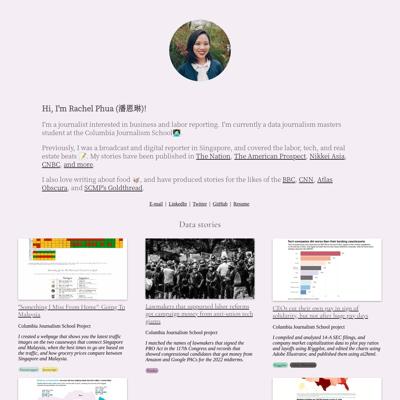 Hi, I'm Rachel Phua (潘恩琳)!
I'm a journalist interested in business and labor reporting. I'm currently a data journalism masters
student at the Columbia Journalism School
Previously, I was a broadcast and digital reporter in Singapore, and covered the labor, tech, and real
estate beats. My stories have been published in The Nation, The American Prospect, Nikkei Asia,
CNBC, and more.
I also love writing about food, and have produced stories for the likes of the BBC, CNN, Atlas
Obscura, and SCMP's Goldthread.
E-mail | LinkedIn | Twitter | GitHub | Resume
Data stories
"Something I Miss From Home": Going To
Malaysia
Columbia Journalism School Project
I created a webpage that shows you the latest traffic
images on the two causeways that connect Singapore
and Malaysia, when the best times to go are based on
the traffic, and how grocery prices compare between
Singapore and Malaysia.
Lawmakers that supported labor reforms
got campaign money from anti-union tech
giants
Columbia Journalism School project
I matched the names of lawmakers that signed the
PRO Act in the 117th Congress and records that
showed congressional candidates that got money from
Amazon and Google PACs for the 2022 midterms.
Tech companies did worse than their banking counterparts
CEOs cut their own pay in sign of
solidarity, but not after huge pay days
Columbia Journalism School project
I compiled and analyzed 14-A SEC filings, and
company market capitalization data to plot pay ratios
and layoffs using R/ggplot, and edited the charts using
Adobe Illustrator, and published them using ai2html.